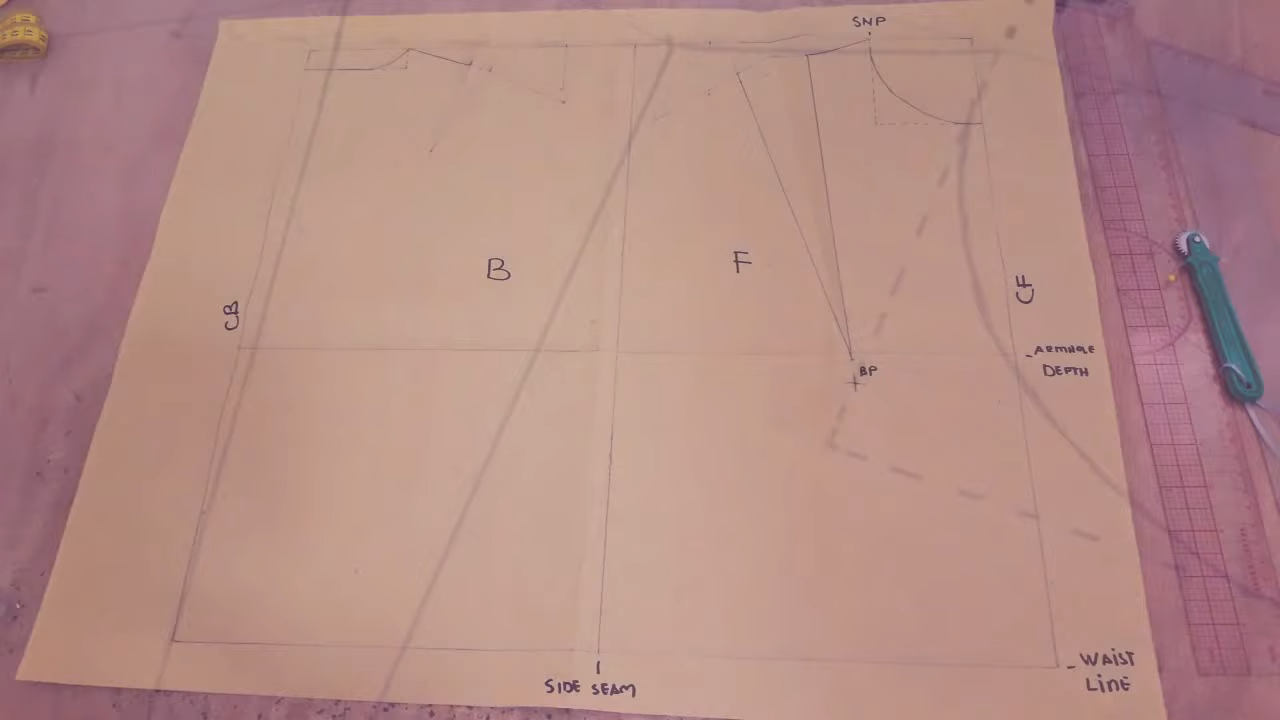 SNP
B
F
CB
CF
ARMHOLE
DEPTH
BP
SIDE SEAM
WAIST
LINE